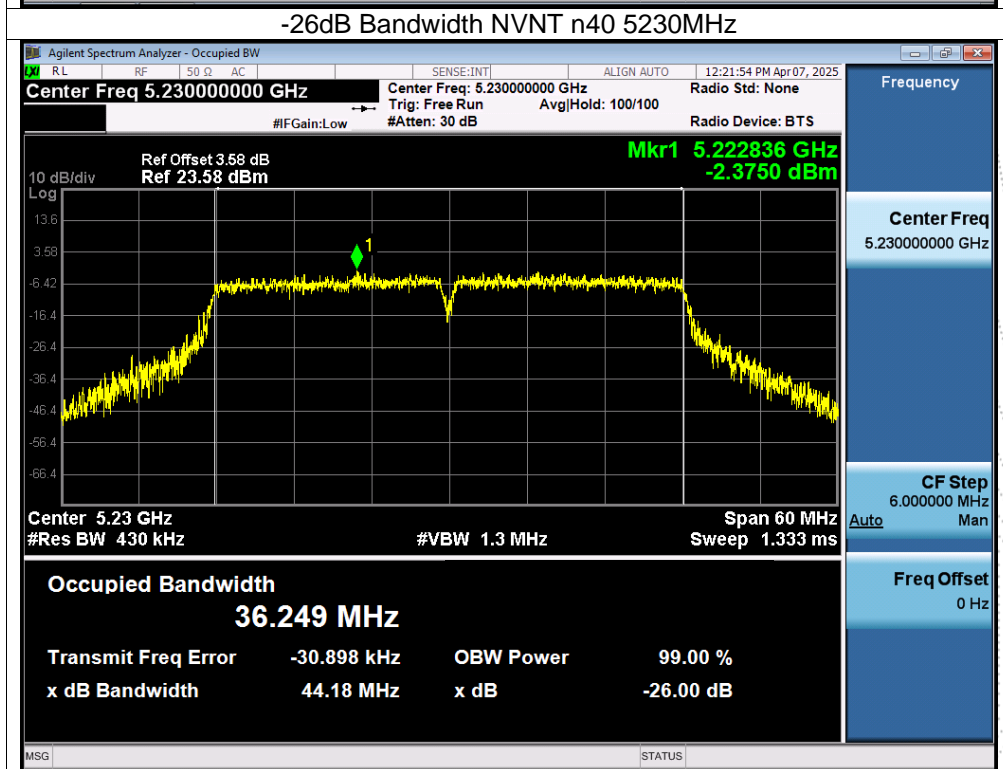 -26dB Bandwidth NVNT n40 5230MHz
Agilent Spectrum Analyzer - Occupied BW
LXI RL RF 50 Ω AC SENSE:INT ALIGN AUTO 12:21:54 PM Apr 07, 2025
Center Freq 5.230000000 GHz
Center Freq: 5.230000000 GHz Radio Std: None
Trig: Free Run Avg|Hold: 100/100
#IFGain:Low #Atten: 30 dB Radio Device: BTS
Frequency
Mkr1 5.222836 GHz
-2.3750 dBm
Ref Offset 3.58 dB
10 dB/div Ref 23.58 dBm
Log
13.6
3.58
-6.42
-16.4
-26.4
-36.4
-46.4
-56.4
-66.4
1
Center 5.23 GHz Span 60 MHz
#Res BW 430 kHz #VBW 1.3 MHz Sweep 1.333 ms
Center Freq
5.230000000 GHz
CF Step
6.000000 MHz
Auto Man
Freq Offset
0 Hz
Occupied Bandwidth
36.249 MHz
Transmit Freq Error -30.898 kHz OBW Power 99.00 %
x dB Bandwidth 44.18 MHz x dB -26.00 dB
MSG STATUS